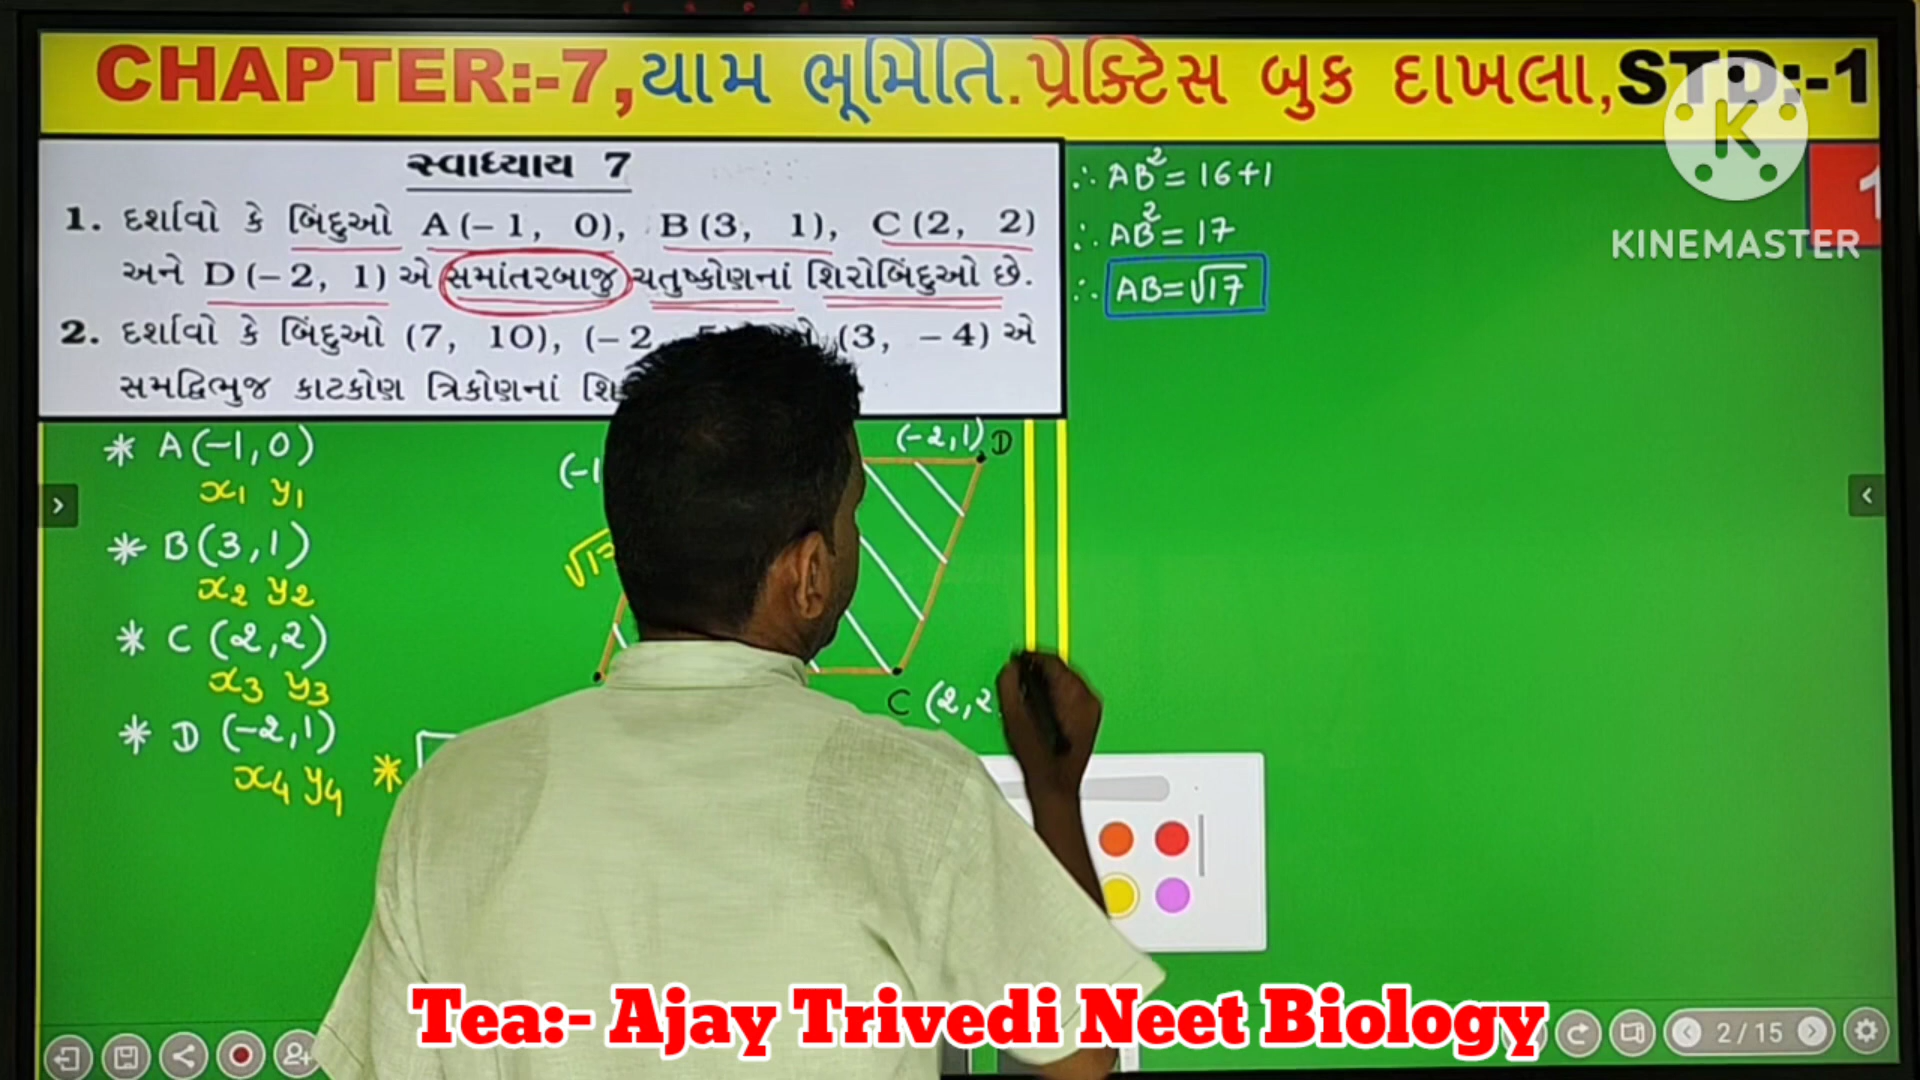 CHAPTER:-7,યામ ભૂમિતિ.પ્રેક્ટિસ બુક દાખલા,STD:-1
KINEMASTER
સ્વાધ્યાય 7
1. દર્શાવો કે બિંદુઓ A(–1, 0), B(3, 1), C(2, 2)
અને D(–2, 1) એ સમાંતરબાજુ ચતુષ્કોણનાં શિરોબિંદુઓ છે.
2. દર્શાવો કે બિંદુઓ (7, 10), (–2 (3, –4) એ
સમદ્વિભુજ કાટકોણ ત્રિકોણનાં
∴ AB² = 16+1
∴ AB² = 17
∴ AB=√17
* A(-1,0)
x1 y1
* B(3,1)
x2 y2
* C (2,2)
x3 y3
* D (-2,1)
x4 y4
*
(-1
(-2,1) D
C (2,2
2/15
Tea:- Ajay Trivedi Neet Biology